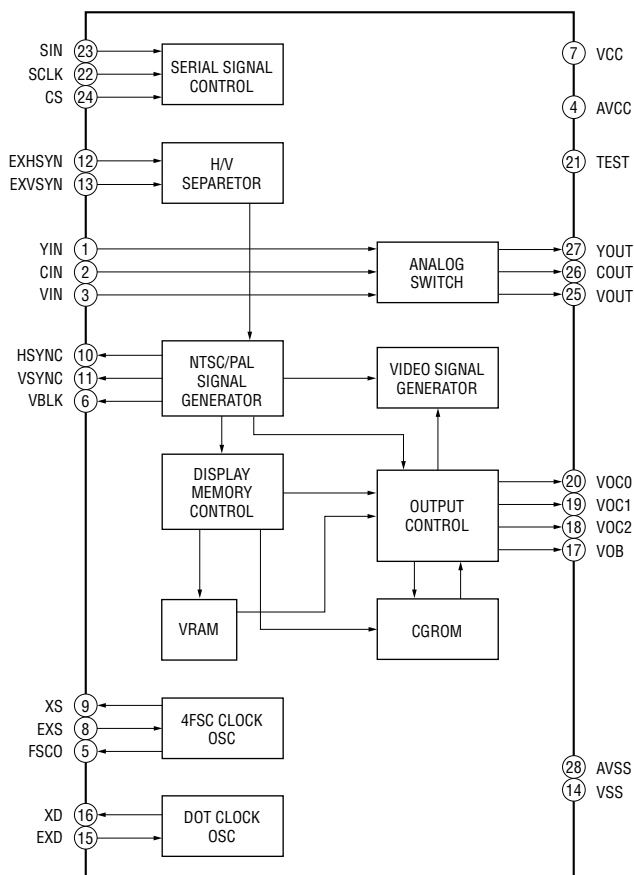 SIN 23
SCLK 22
CS 24
SERIAL SIGNAL
CONTROL
7 VCC
4 AVCC
EXHSYN 12
EXVSYN 13
H/V
SEPARETOR
21 TEST
YIN 1
CIN 2
VIN 3
ANALOG
SWITCH
27 YOUT
26 COUT
25 VOUT
HSYNC 10
VSYNC 11
VBLK 6
NTSC/PAL
SIGNAL
GENERATOR
VIDEO SIGNAL
GENERATOR
DISPLAY
MEMORY
CONTROL
OUTPUT
CONTROL
20 VOC0
19 VOC1
18 VOC2
17 VOB
VRAM
CGROM
XS 9
EXS 8
FSCO 5
4FSC CLOCK
OSC
28 AVSS
14 VSS
XD 16
EXD 15
DOT CLOCK
OSC